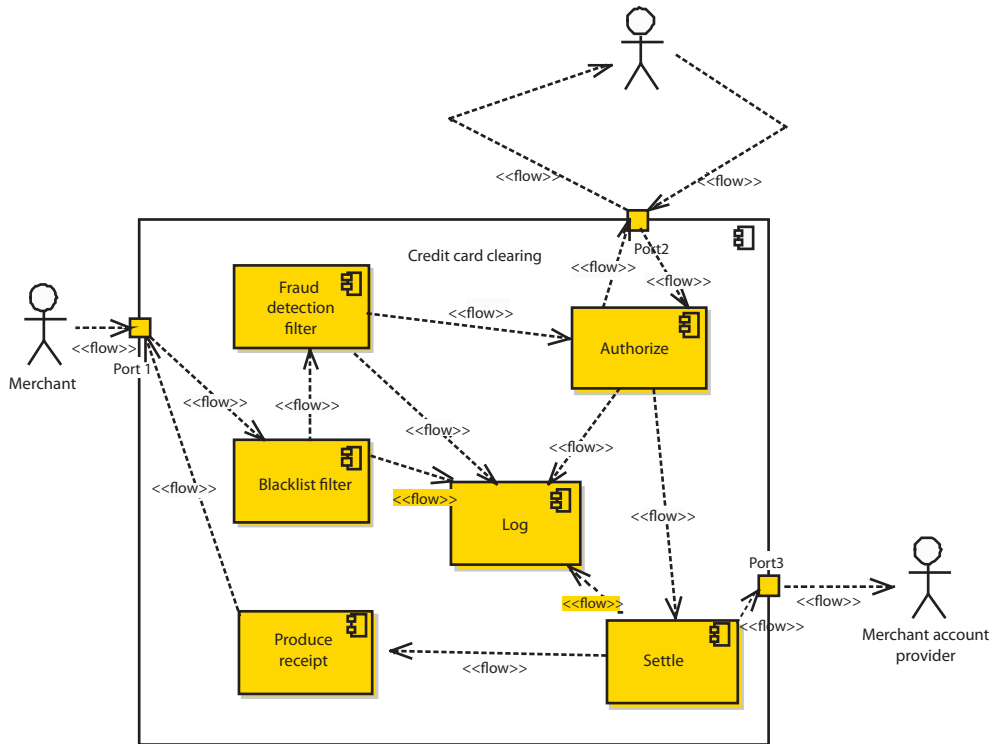 <<flow>>
<<flow>>
Port2
Credit card clearing
<<flow>>
<<flow>>
Fraud
detection
filter
<<flow>>
Authorize
<<flow>>
Port 1
Merchant
<<flow>>
<<flow>>
<<flow>>
<<flow>>
Blacklist filter
<<flow>>
<<flow>>
Log
<<flow>>
Port3
<<flow>>
<<flow>>
<<flow>>
Merchant account
provider
Produce
receipt
<<flow>>
Settle